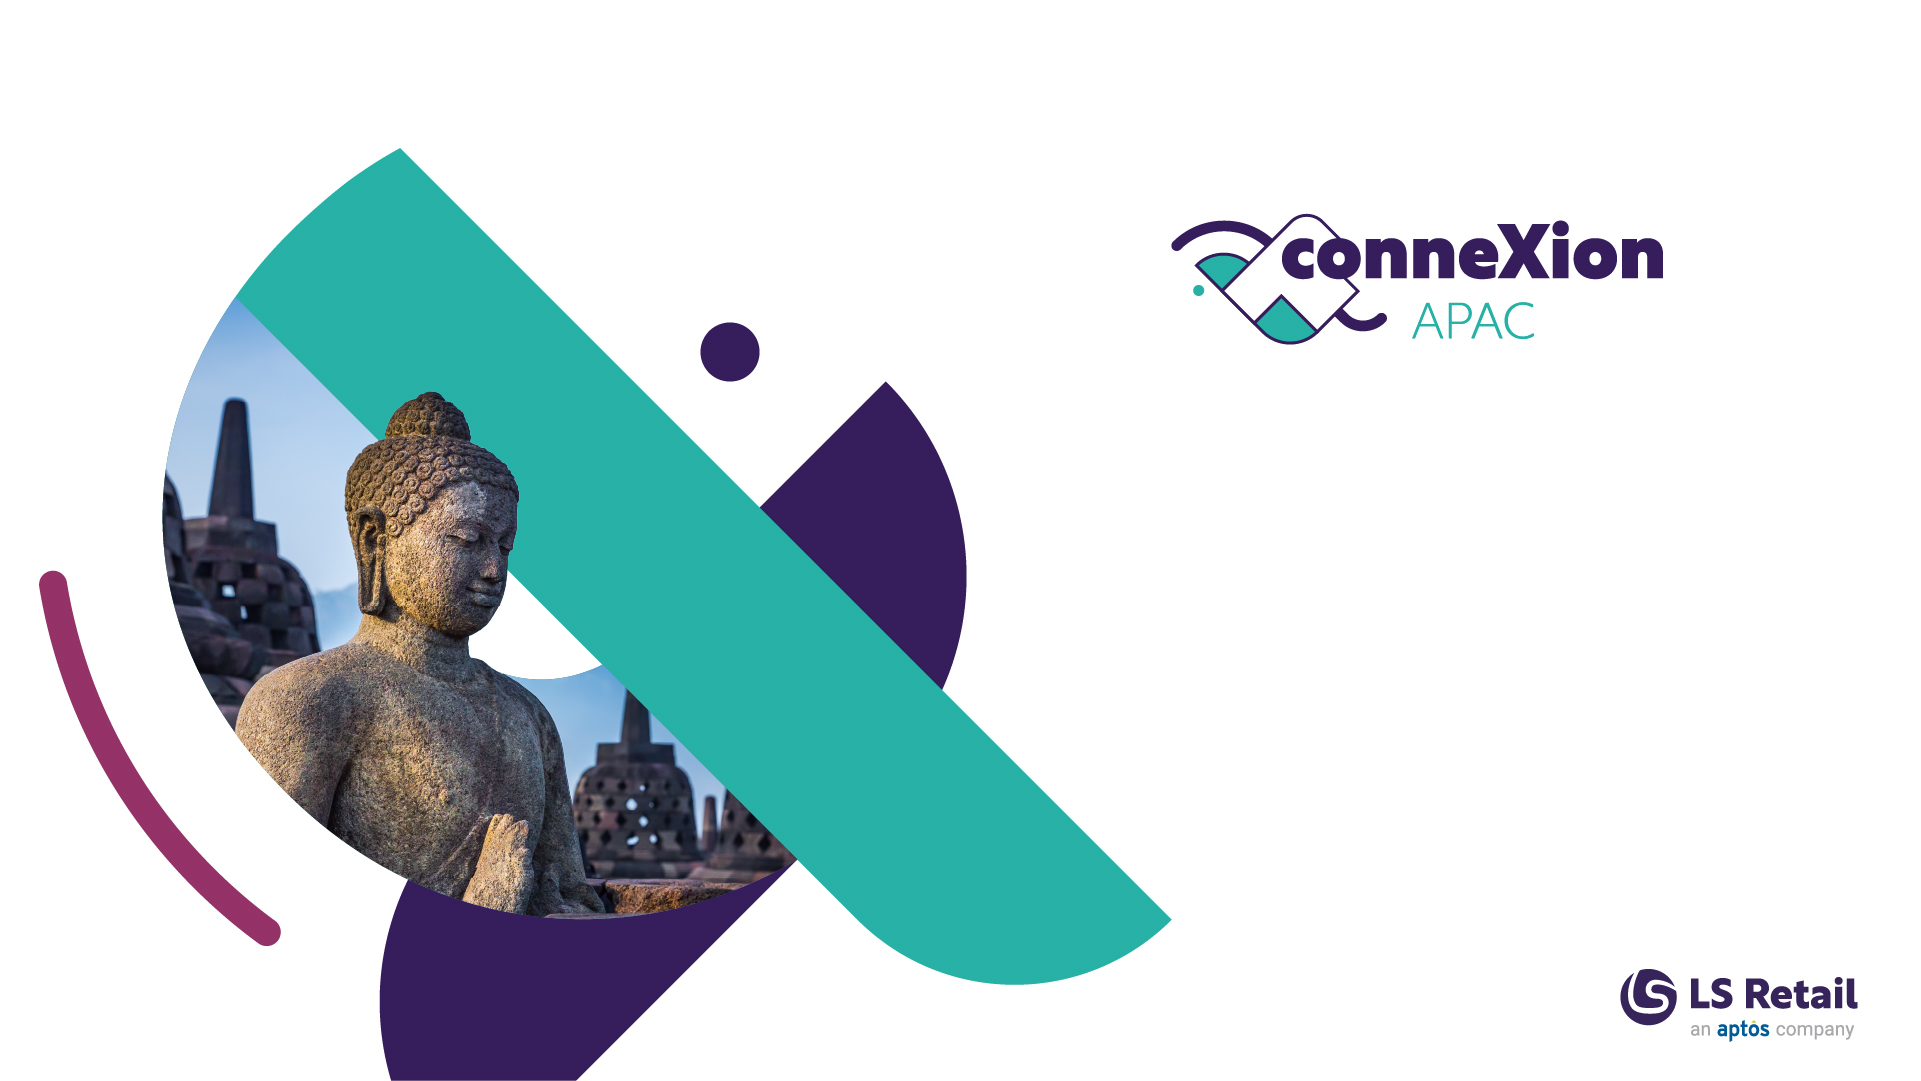 conneXion
APAC
LS Retail
an aptos company